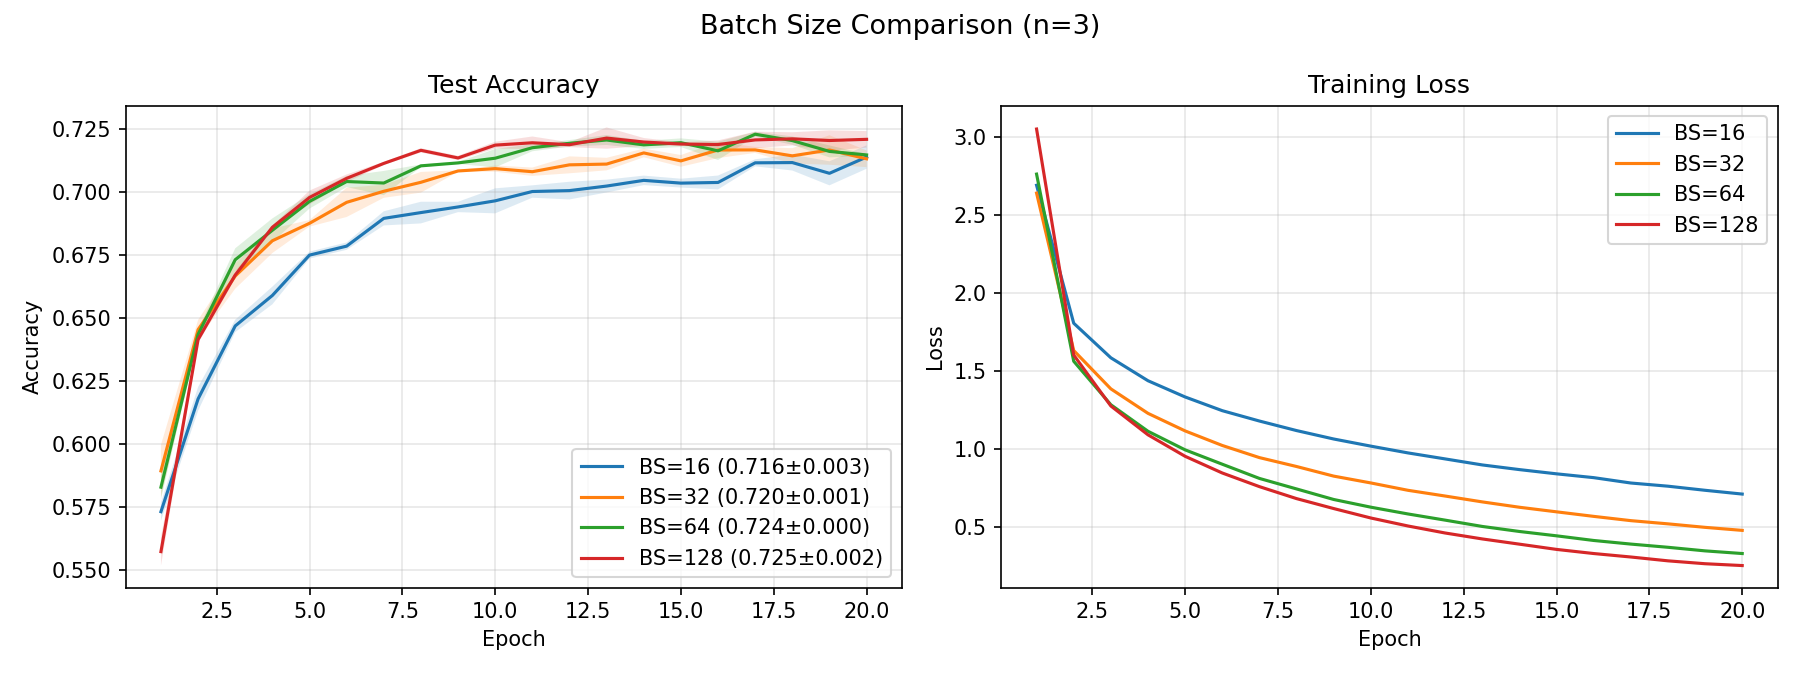 Batch Size Comparison (n=3)
Test Accuracy
Accuracy
0.725
0.700
0.675
0.650
0.625
0.600
0.575
0.550
BS=16 (0.716±0.003)
BS=32 (0.720±0.001)
BS=64 (0.724±0.000)
BS=128 (0.725±0.002)
2.5 5.0 7.5 10.0 12.5 15.0 17.5 20.0
Epoch
Training Loss
Loss
3.0
2.5
2.0
1.5
1.0
0.5
BS=16
BS=32
BS=64
BS=128
2.5 5.0 7.5 10.0 12.5 15.0 17.5 20.0
Epoch